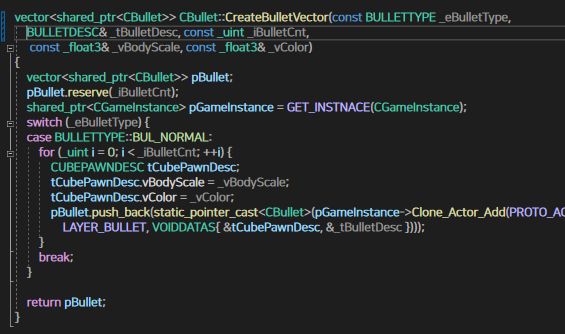 vector<shared_ptr<CBullet>> CBullet::CreateBulletVector(const BULLETTYPE _eBulletType,
BULLETDESC& _tBulletDesc, const _uint _iBulletCnt,
const _float3& _vBodyScale, const _float3& _vColor)
{
vector<shared_ptr<CBullet>> pBullet;
pBullet.reserve(_iBulletCnt);
shared_ptr<CGameInstance> pGameInstance = GET_INSTNACE(CGameInstance);
switch (_eBulletType) {
case BULLETTYPE::BUL_NORMAL:
for (_uint i = 0; i < _iBulletCnt; ++i) {
CUBEPAWNDESC tCubePawnDesc;
tCubePawnDesc.vBodyScale = _vBodyScale;
tCubePawnDesc.vColor = _vColor;
pBullet.push_back(static_pointer_cast<CBullet>(pGameInstance->Clone_Actor_Add(PROTO_AC
LAYER_BULLET, VOIDDATAS{ &tCubePawnDesc, &_tBulletDesc })));
}
break;
}
return pBullet;
}